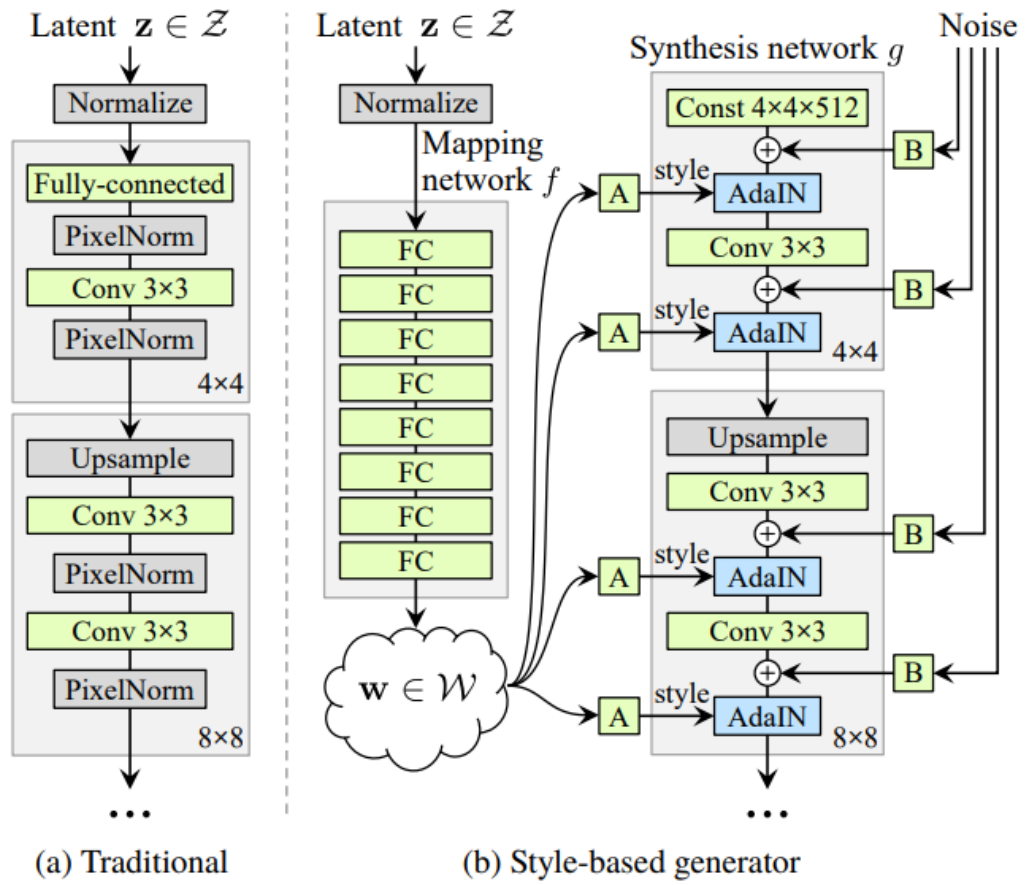 Latent z ∈ 𝒵
Normalize
Fully-connected
PixelNorm
Conv 3×3
PixelNorm
4×4
Upsample
Conv 3×3
PixelNorm
Conv 3×3
PixelNorm
8×8
...
(a) Traditional
Latent z ∈ 𝒵
Normalize
Mapping
network f
FC
FC
FC
FC
FC
FC
FC
FC
w ∈ 𝒲
Noise
Synthesis network g
Const 4×4×512
+
B
A
style
AdaIN
Conv 3×3
+
B
A
style
AdaIN
4×4
Upsample
Conv 3×3
+
B
A
style
AdaIN
Conv 3×3
+
B
A
style
AdaIN
8×8
...
(b) Style-based generator